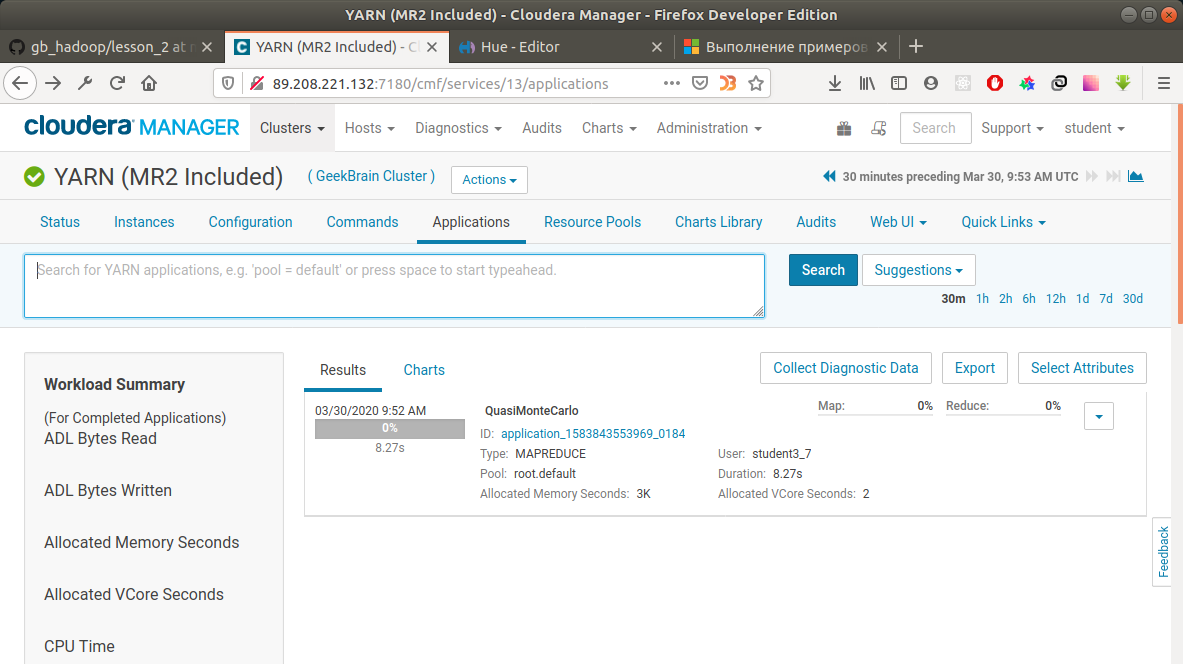 YARN (MR2 Included) - Cloudera Manager - Firefox Developer Edition
gb_hadoop/lesson_2 at
YARN (MR2 Included) - C
Hue - Editor
Выполнение примеров
89.208.221.132:7180/cmf/services/13/applications
cloudera MANAGER
Clusters
Hosts
Diagnostics
Audits
Charts
Administration
Search
Support
student
YARN (MR2 Included)
( GeekBrain Cluster )
Actions
30 minutes preceding Mar 30, 9:53 AM UTC
Status
Instances
Configuration
Commands
Applications
Resource Pools
Charts Library
Audits
Web UI
Quick Links
Search for YARN applications, e.g. 'pool = default' or press space to start typeahead.
Search
Suggestions
30m 1h 2h 6h 12h 1d 7d 30d
Workload Summary
(For Completed Applications)
ADL Bytes Read
ADL Bytes Written
Allocated Memory Seconds
Allocated VCore Seconds
CPU Time
Results
Charts
Collect Diagnostic Data
Export
Select Attributes
03/30/2020 9:52 AM
0%
8.27s
QuasiMonteCarlo
Map: 0%
Reduce: 0%
ID: application_1583843553969_0184
Type: MAPREDUCE
User: student3_7
Pool: root.default
Duration: 8.27s
Allocated Memory Seconds: 3K
Allocated VCore Seconds: 2
Feedback